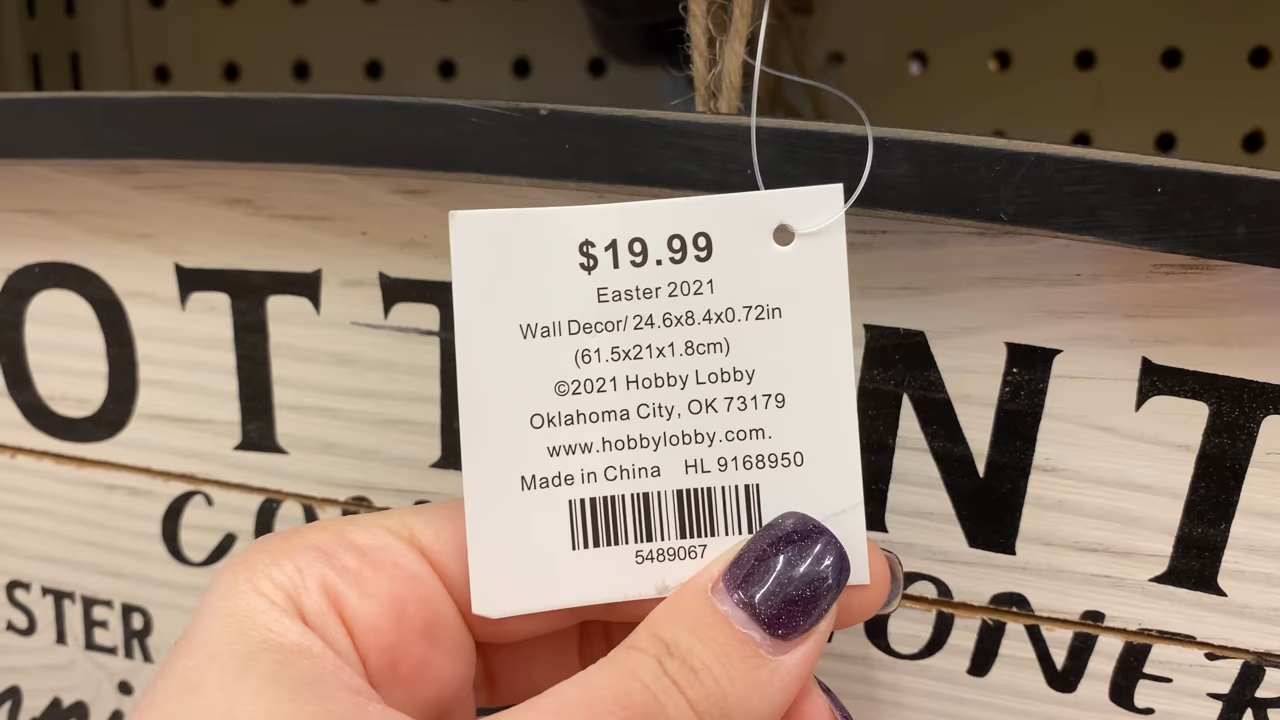 $19.99
Easter 2021
Wall Decor/ 24.6x8.4x0.72in
(61.5x21x1.8cm)
©2021 Hobby Lobby
Oklahoma City, OK 73179
www.hobbylobby.com.
Made in China HL 9168950
5489067
OTT
NT
CO
ONE
STER